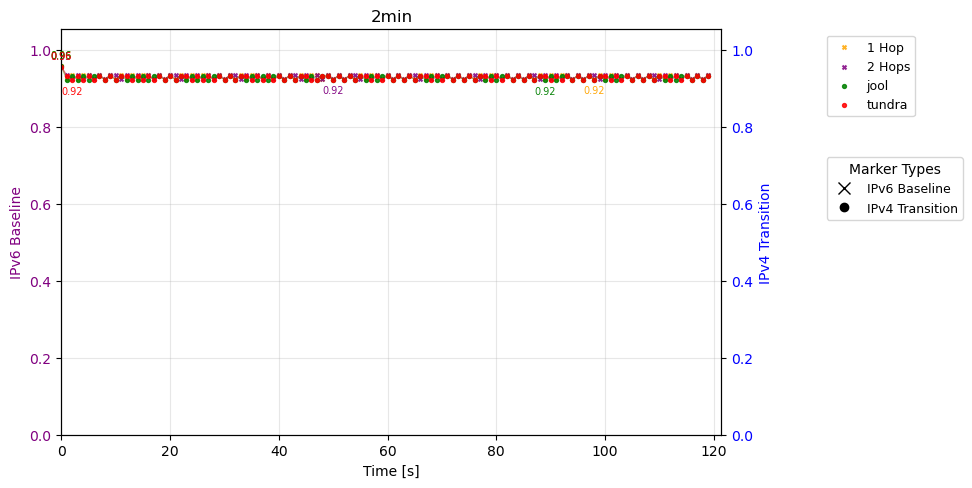 2min
1.0
0.8
0.6
0.4
0.2
0.0
IPv6 Baseline
0.96
0.92
0.92
0.92
0.92
0
20
40
60
80
100
120
Time [s]
1.0
0.8
0.6
0.4
0.2
0.0
IPv4 Transition
1 Hop
2 Hops
jool
tundra
Marker Types
IPv6 Baseline
IPv4 Transition